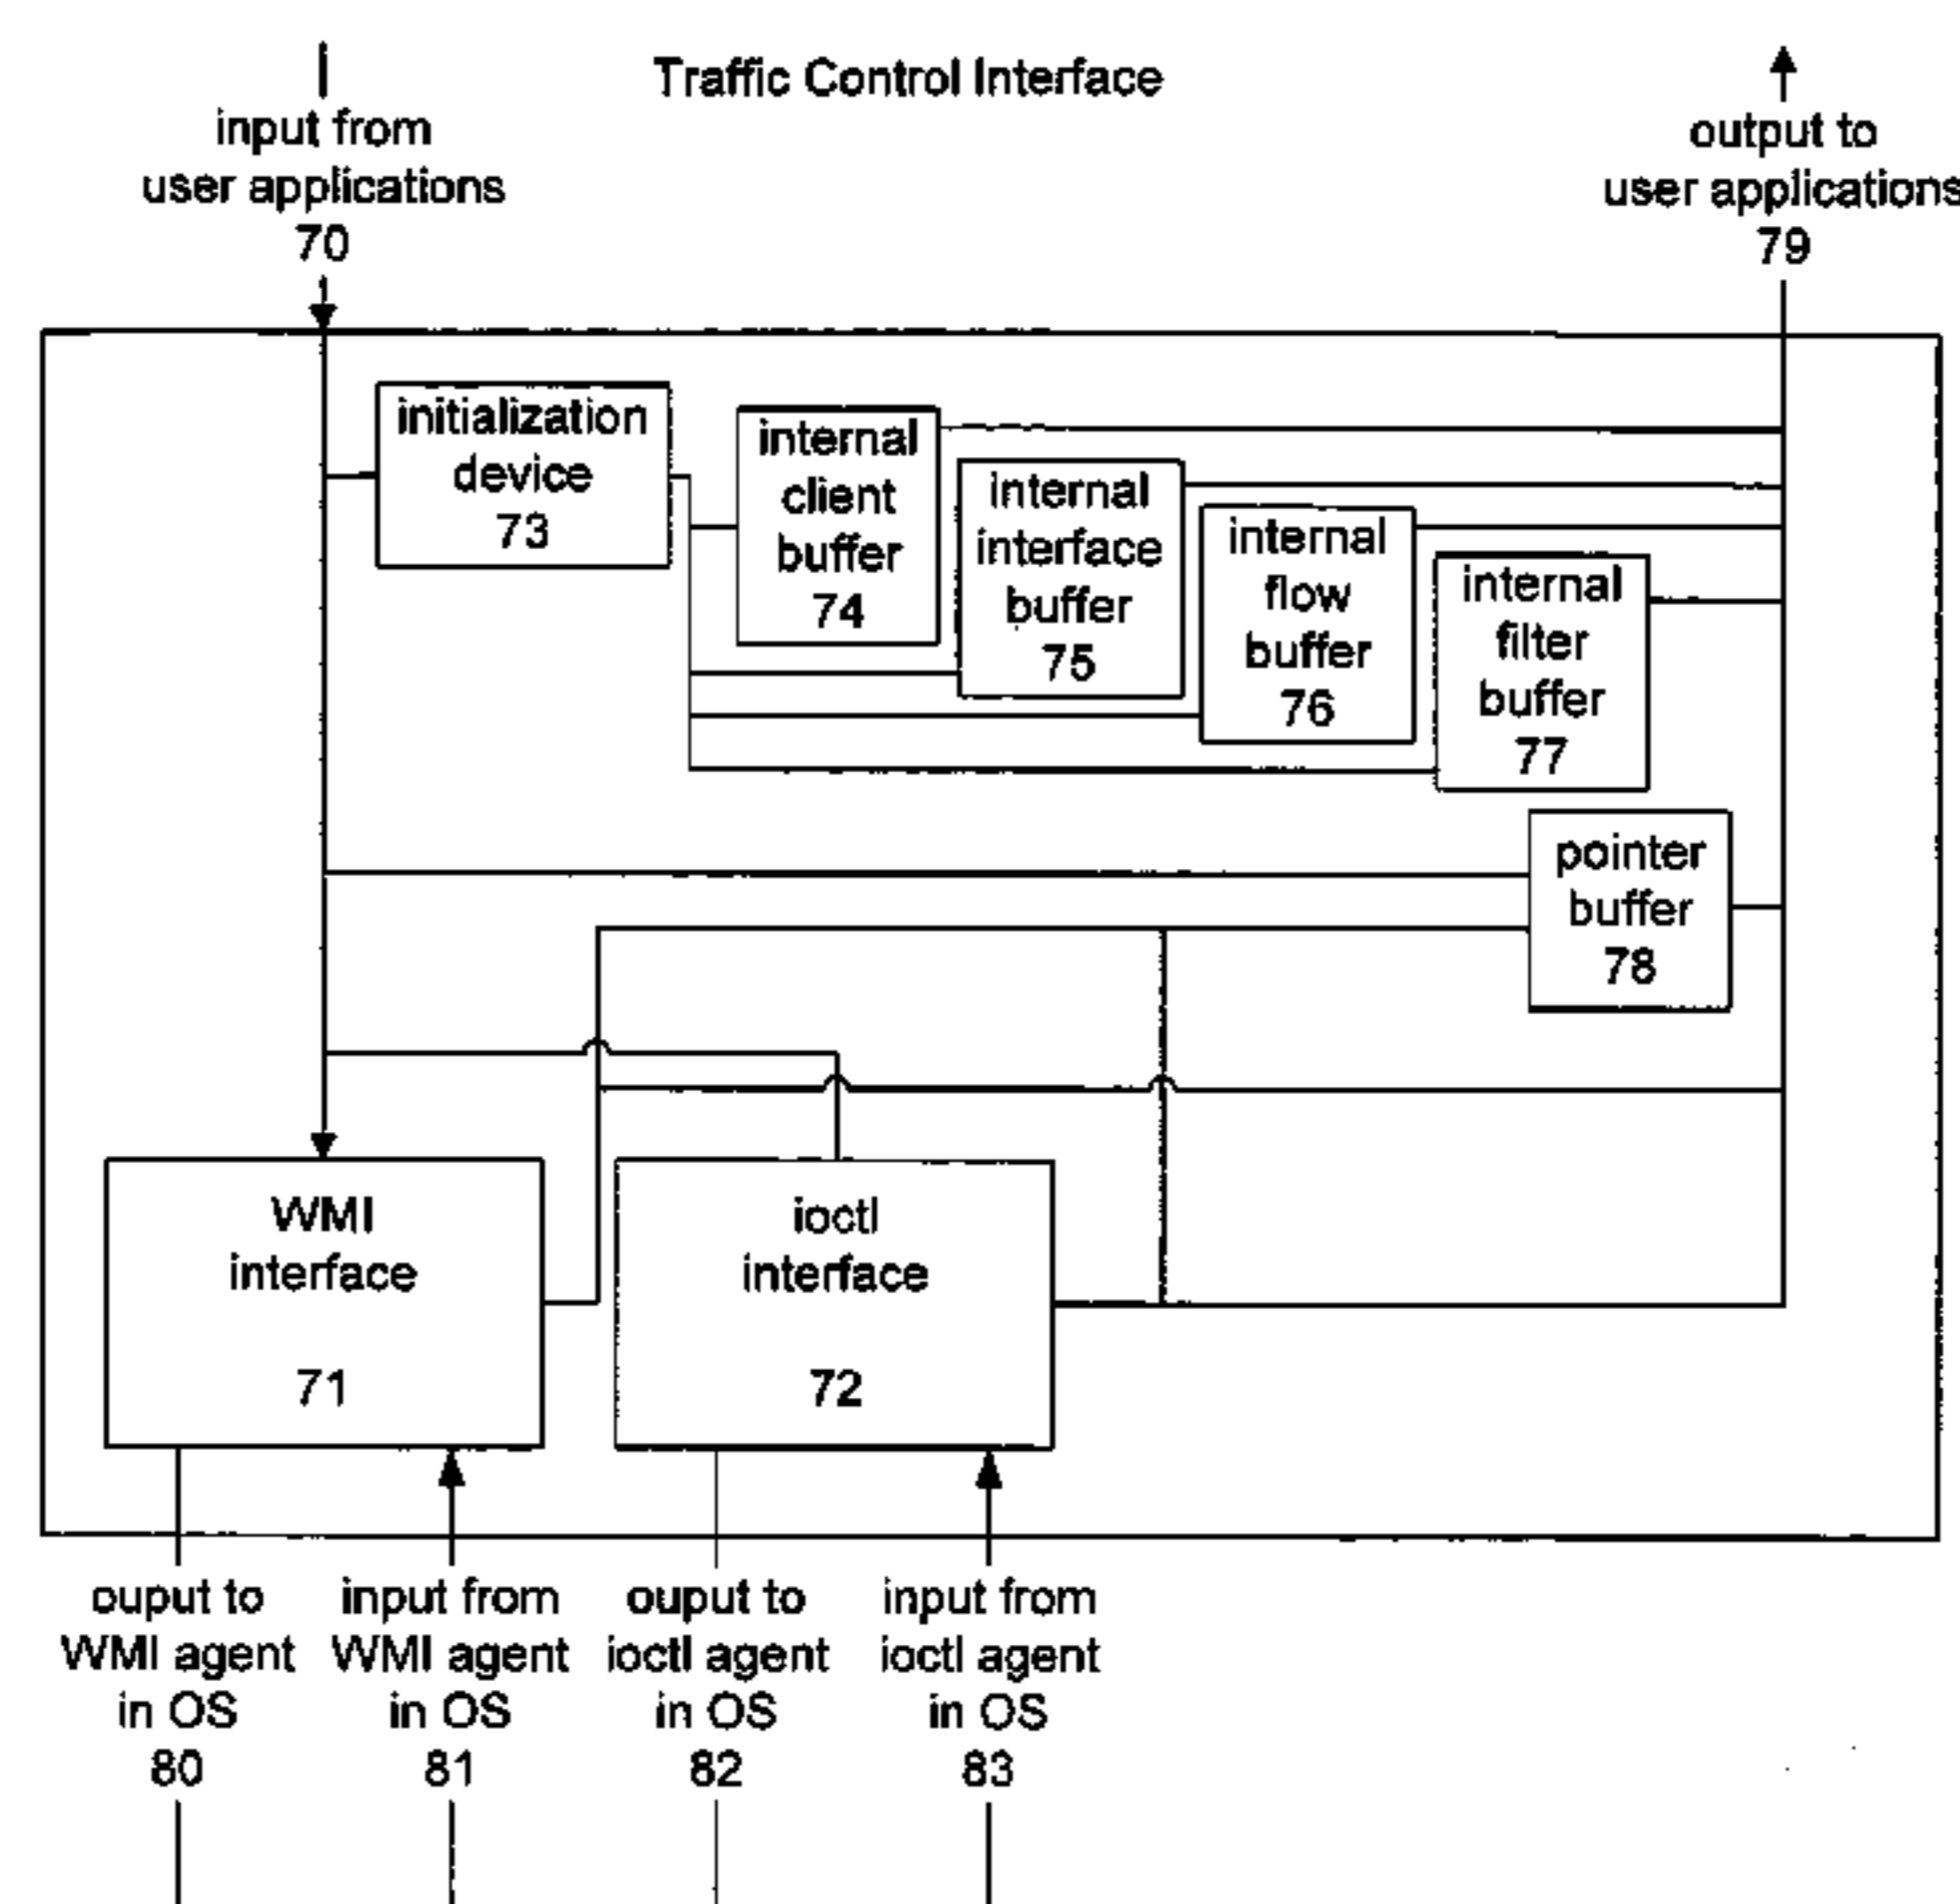 Traffic Control Interface
input from
user applications
70
output to
user applications
79
initialization
device
73
internal
client
buffer
74
internal
interface
buffer
75
internal
flow
buffer
76
internal
filter
buffer
77
pointer
buffer
78
WMI
interface
71
ioctl
interface
72
ouput to
WMI agent
in OS
80
input from
WMI agent
in OS
81
ouput to
ioctl agent
in OS
82
input from
ioctl agent
in OS
83